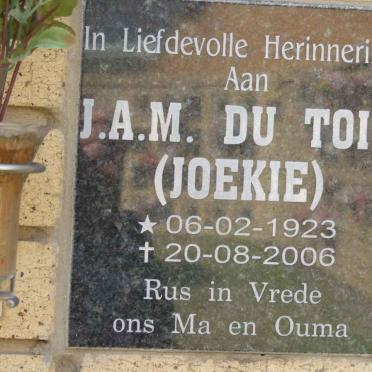 In Liefdevolle Herinneri
Aan
J.A.M. DU TOI
(JOEKIE)
★ 06-02-1923
✝ 20-08-2006
Rus in Vrede
ons Ma en Ouma